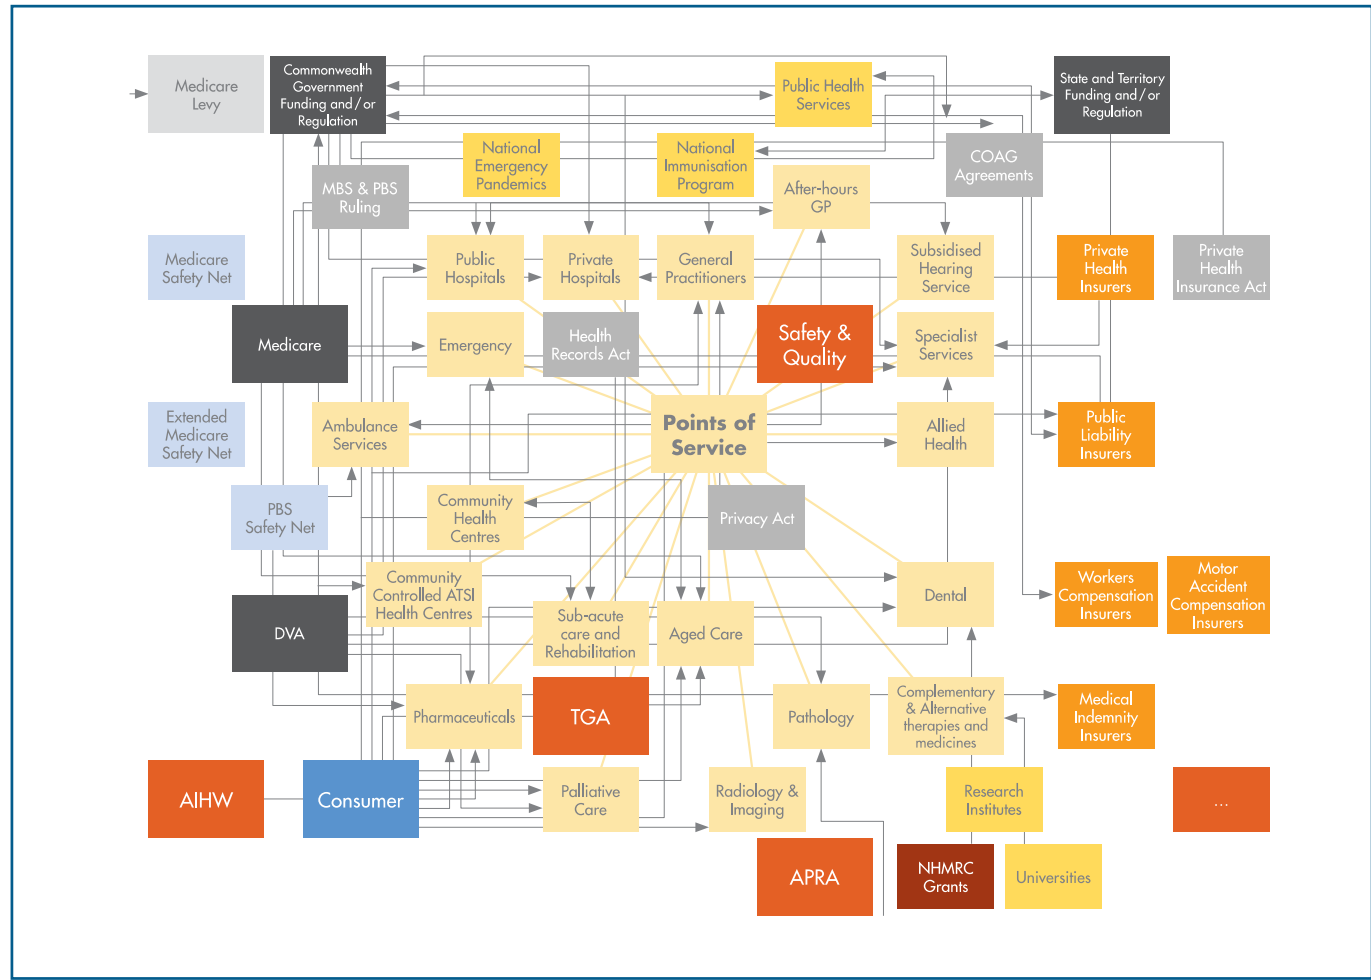 Medicare
Levy
Commonwealth
Government
Funding and/or
Regulation
Public Health
Services
State and Territory
Funding and/or
Regulation
National
Emergency
Pandemics
National
Immunisation
Program
COAG
Agreements
MBS & PBS
Ruling
After-hours
GP
Medicare
Safety Net
Public
Hospitals
Private
Hospitals
General
Practitioners
Subsidised
Hearing
Service
Private
Health
Insurers
Private
Health
Insurance Act
Medicare
Emergency
Health
Records Act
Safety &
Quality
Specialist
Services
Extended
Medicare
Safety Net
Ambulance
Services
Points of
Service
Allied
Health
Public
Liability
Insurers
PBS
Safety Net
Community
Health
Centres
Privacy Act
Community
Controlled ATSI
Health Centres
Dental
Workers
Compensation
Insurers
Motor
Accident
Compensation
Insurers
DVA
Sub-acute
care and
Rehabilitation
Aged Care
Pharmaceuticals
TGA
Pathology
Complementary
& Alternative
therapies and
medicines
Medical
Indemnity
Insurers
AIHW
Consumer
Palliative
Care
Radiology &
Imaging
Research
Institutes
...
APRA
NHMRC
Grants
Universities